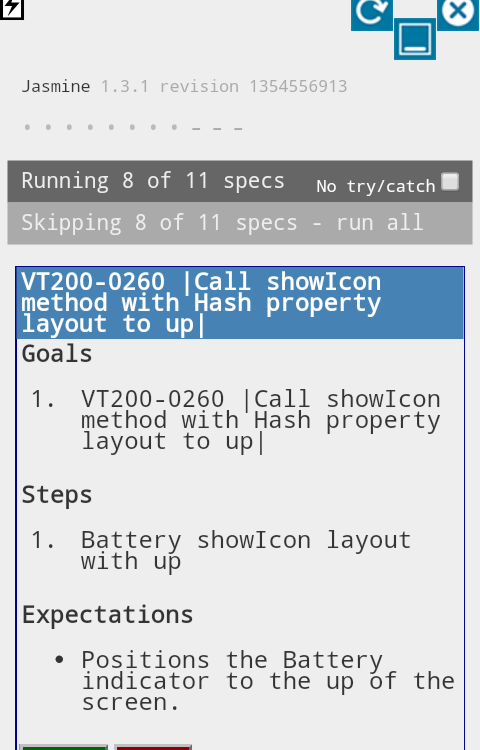 Jasmine 1.3.1 revision 1354556913
• • • • • • • • - - -
Running 8 of 11 specs No try/catch
Skipping 8 of 11 specs - run all
VT200-0260 |Call showIcon
method with Hash property
layout to up|
Goals
1. VT200-0260 |Call showIcon
method with Hash property
layout to up|
Steps
1. Battery showIcon layout
with up
Expectations
• Positions the Battery
indicator to the up of the
screen.